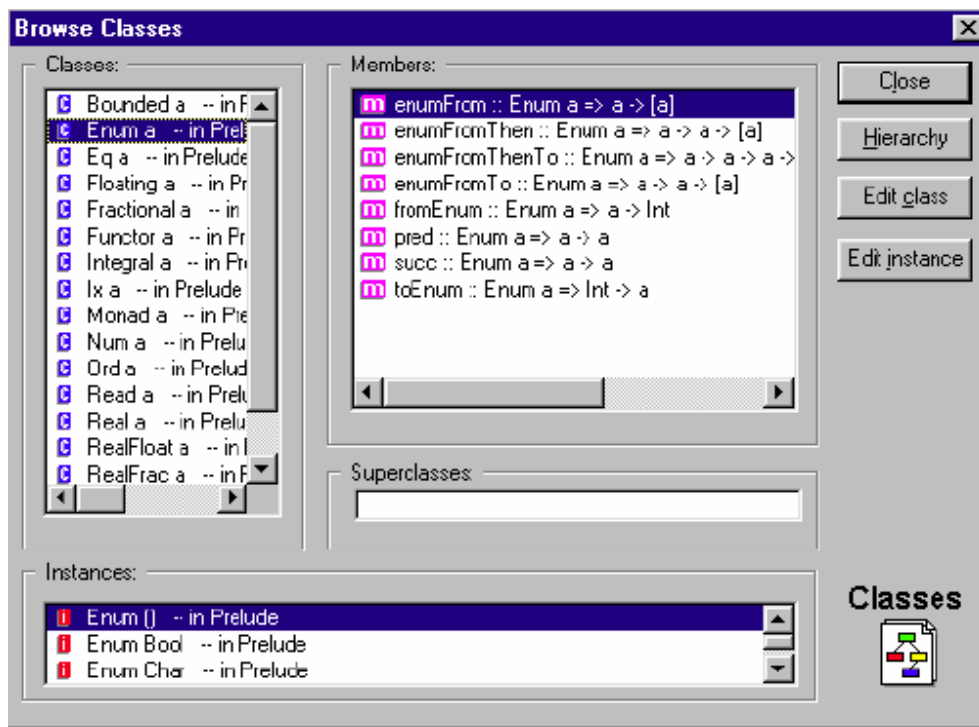 Browse Classes
Classes:
Bounded a -- in F
Enum a -- in Prel
Eq a -- in Prelude
Floating a -- in Pr
Fractional a -- in
Functor a -- in Pr
Integral a -- in Pr
Ix a -- in Prelude
Monad a -- in Pre
Num a -- in Prelu
Ord a -- in Prelud
Read a -- in Prelu
Real a -- in Prelu
RealFloat a -- in
RealFrac a -- in F
Members:
enumFrom :: Enum a => a -> [a]
enumFromThen :: Enum a => a -> a -> [a]
enumFromThenTo :: Enum a => a -> a -> a ->
enumFromTo :: Enum a => a -> a -> [a]
fromEnum :: Enum a => a -> Int
pred :: Enum a => a -> a
succ :: Enum a => a -> a
toEnum :: Enum a => Int -> a
Superclasses:
Close
Hierarchy
Edit class
Edit instance
Instances:
Enum () -- in Prelude
Enum Bool -- in Prelude
Enum Char -- in Prelude
Classes